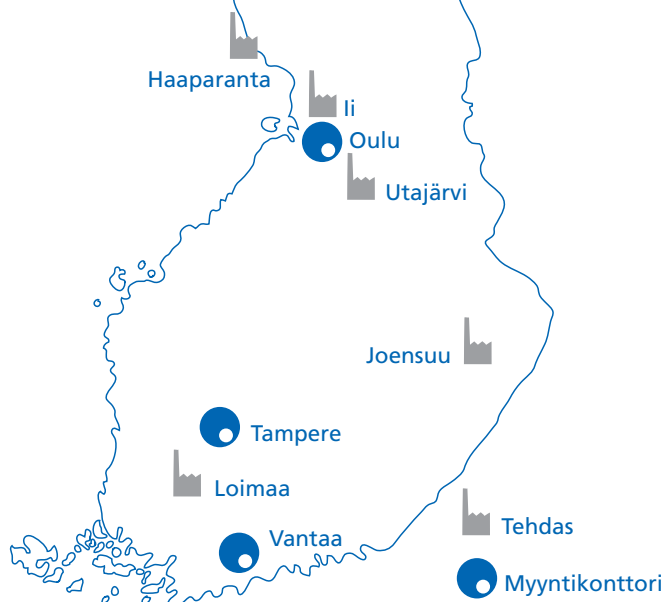 Haaparanta
Ii
Oulu
Utajärvi
Joensuu
Tampere
Loimaa
Vantaa
Tehdas
Myyntikonttori